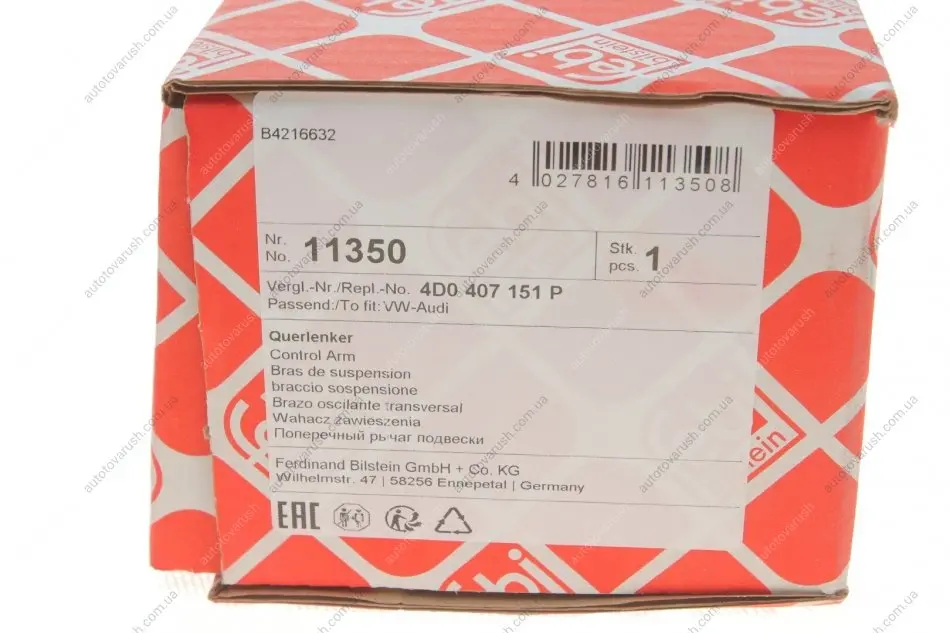 B4216632
4 027816 113508
Nr.
No. 11350
Stk.
pcs. 1
Vergl.-Nr./Repl.-No. 4D0 407 151 P
Passend:/To fit: VW-Audi
Querlenker
Control Arm
Bras de suspension
braccio sospensione
Brazo oscilante transversal
Wahacz zawieszenia
Поперечный рычаг подвески
Ferdinand Bilstein GmbH + Co. KG
Wilhelmstr. 47 | 58256 Ennepetal | Germany
EAC
febi
bilstein
autotovarush.com.ua